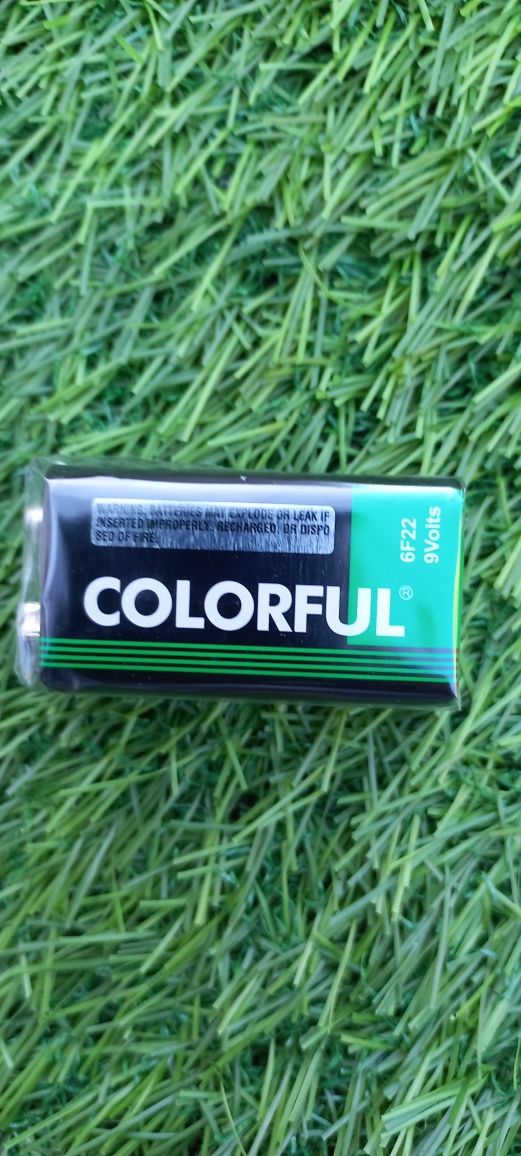 WARNING. BATTERIES MAY EXPLODE OR LEAK IF
INSERTED IMPROPERLY, RECHARGED, OR DISPO
SED OF FIRE.
COLORFUL®
6F22
9Volts